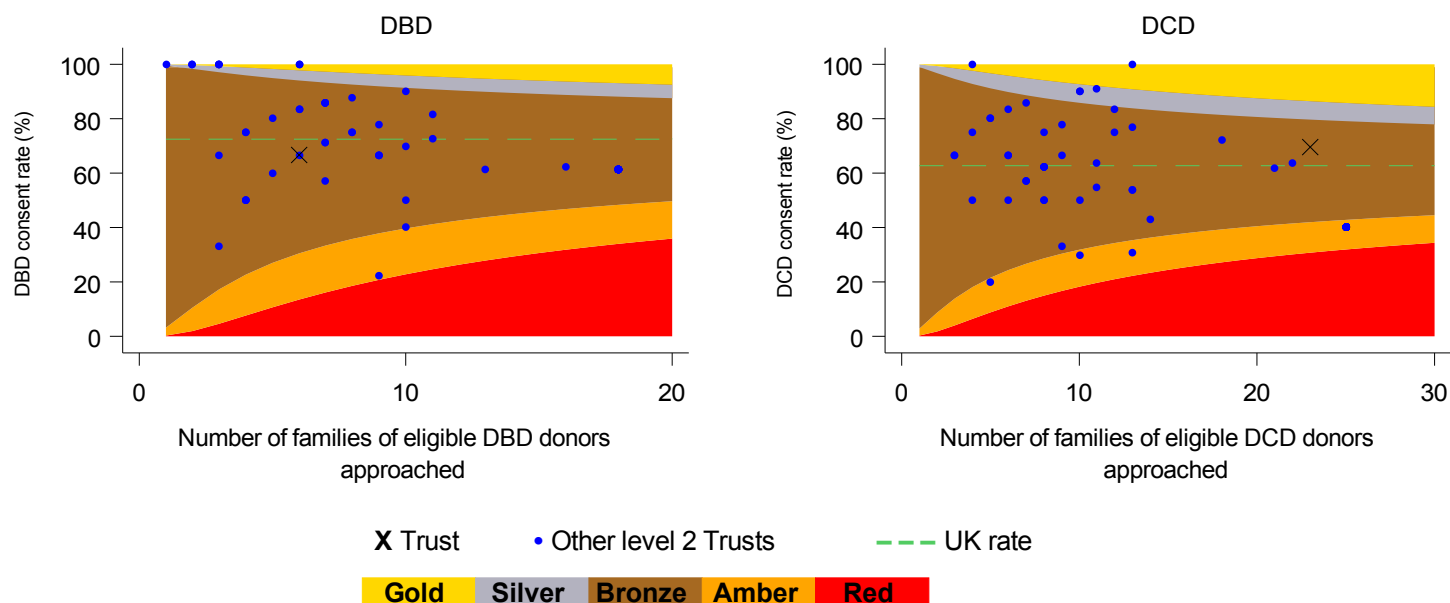 DBD
DBD consent rate (%)
100
80
60
40
20
0
0 10 20
Number of families of eligible DBD donors
approached
DCD
DCD consent rate (%)
100
80
60
40
20
0
0 10 20 30
Number of families of eligible DCD donors
approached
X Trust Other level 2 Trusts UK rate
Gold Silver Bronze Amber Red